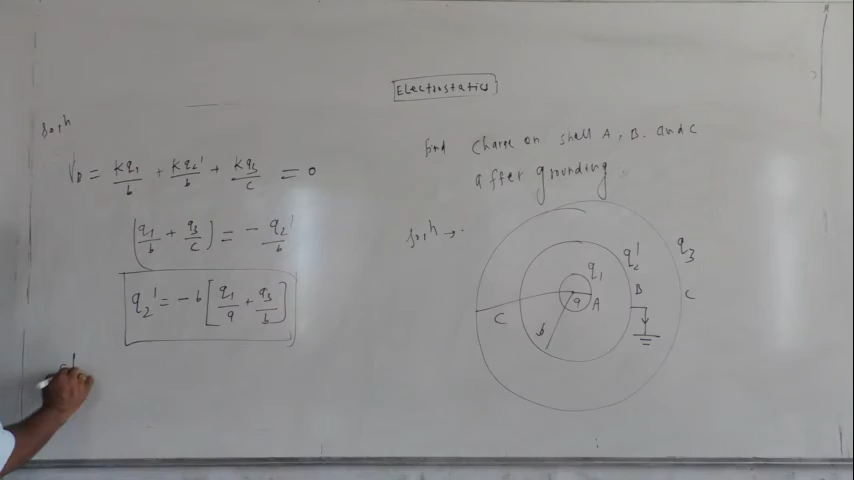 Electrostatics
Soln
V_B = Kq1/b + Kq2'/b + Kq3/c = 0
(q1/b + q3/c) = - q2'/b
q2' = - b [q1/a + q3/b]
find charge on shell A, B. and C
after grounding
Soln →
q1
q2'
q3
a
A
B
C
b
C